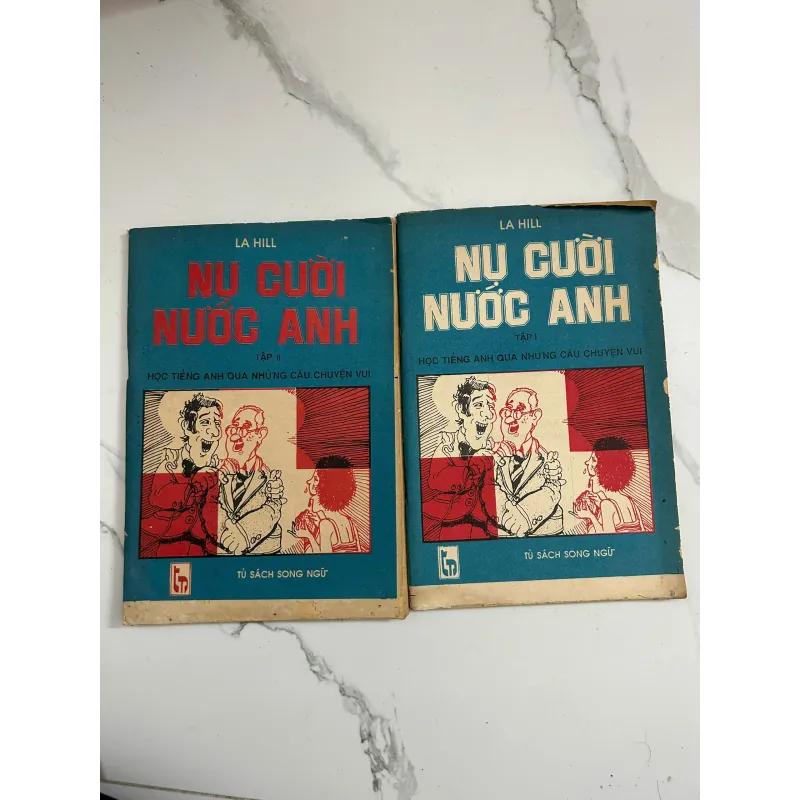 LA HILL
NỤ CƯỜI
NƯỚC ANH
TẬP II
HỌC TIẾNG ANH QUA NHỮNG CÂU CHUYỆN VUI
TỦ SÁCH SONG NGỮ
LA HILL
NỤ CƯỜI
NƯỚC ANH
TẬP I
HỌC TIẾNG ANH QUA NHỮNG CÂU CHUYỆN VUI
TỦ SÁCH SONG NGỮ